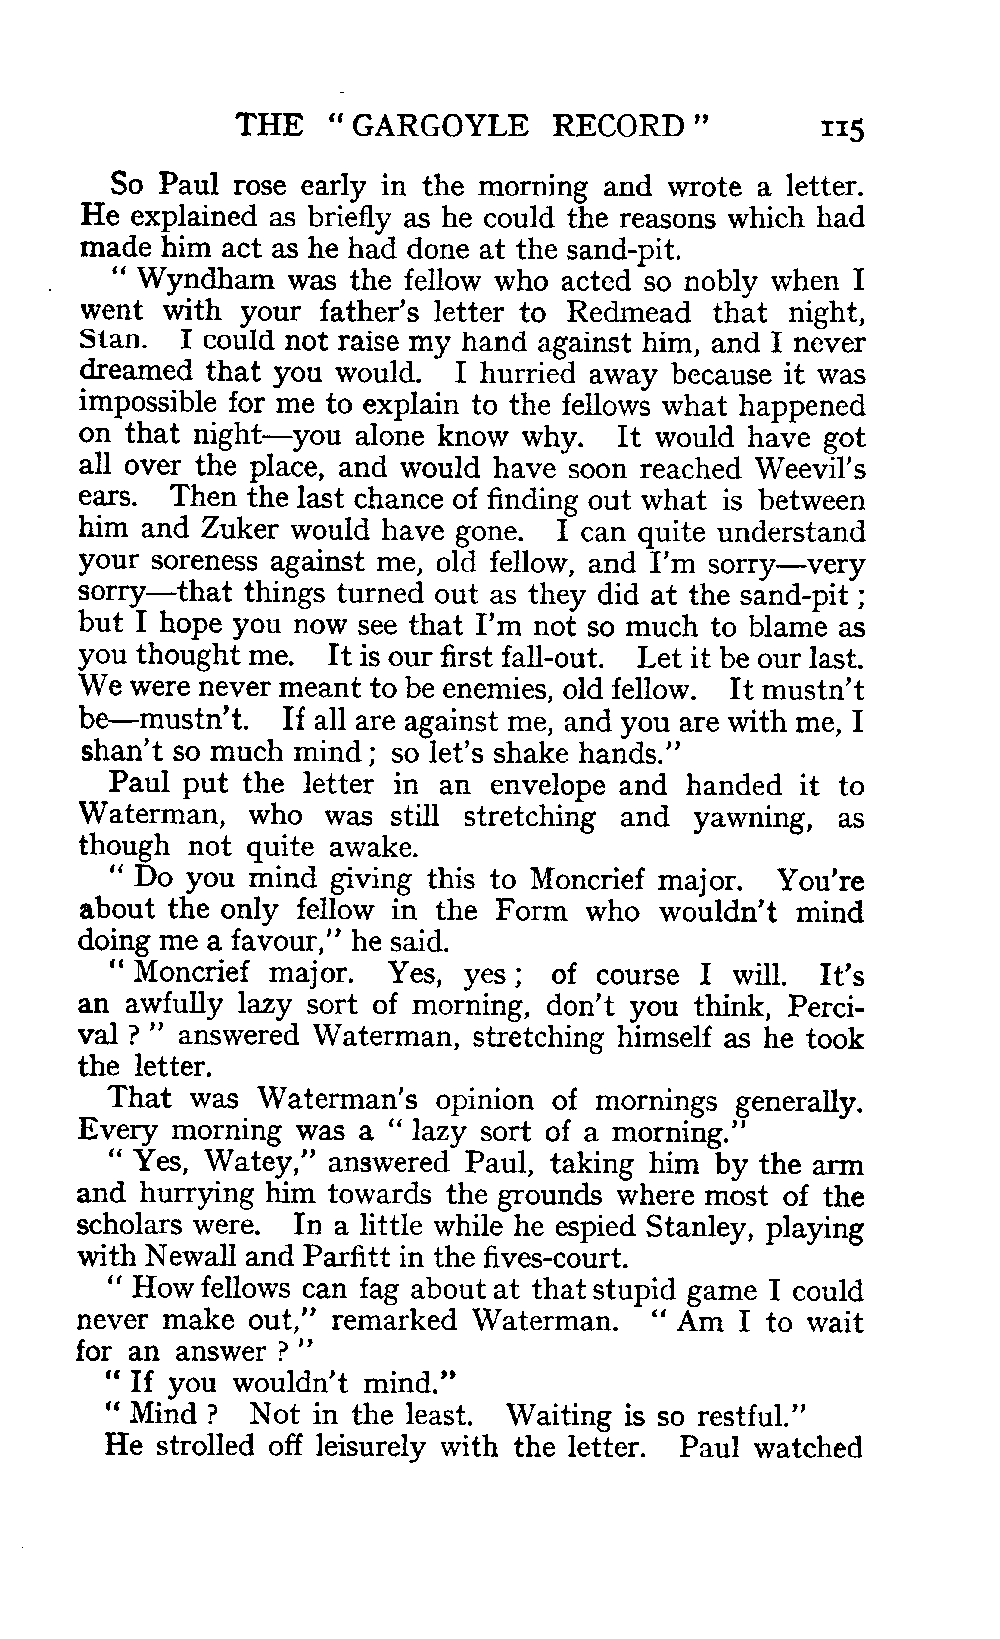 THE "GARGOYLE RECORD" 115
So Paul rose early in the morning and wrote a letter.
He explained as briefly as he could the reasons which had
made him act as he had done at the sand-pit.
" Wyndham was the fellow who acted so nobly when I
went with your father's letter to Redmead that night,
Stan. I could not raise my hand against him, and I never
dreamed that you would. I hurried away because it was
impossible for me to explain to the fellows what happened
on that night—you alone know why. It would have got
all over the place, and would have soon reached Weevil's
ears. Then the last chance of finding out what is between
him and Zuker would have gone. I can quite understand
your soreness against me, old fellow, and I'm sorry—very
sorry—that things turned out as they did at the sand-pit ;
but I hope you now see that I'm not so much to blame as
you thought me. It is our first fall-out. Let it be our last.
We were never meant to be enemies, old fellow. It mustn't
be—mustn't. If all are against me, and you are with me, I
shan't so much mind ; so let's shake hands."
Paul put the letter in an envelope and handed it to
Waterman, who was still stretching and yawning, as
though not quite awake.
" Do you mind giving this to Moncrief major. You're
about the only fellow in the Form who wouldn't mind
doing me a favour," he said.
" Moncrief major. Yes, yes ; of course I will. It's
an awfully lazy sort of morning, don't you think, Perci-
val ? " answered Waterman, stretching himself as he took
the letter.
That was Waterman's opinion of mornings generally.
Every morning was a " lazy sort of a morning."
" Yes, Watey," answered Paul, taking him by the arm
and hurrying him towards the grounds where most of the
scholars were. In a little while he espied Stanley, playing
with Newall and Parfitt in the fives-court.
" How fellows can fag about at that stupid game I could
never make out," remarked Waterman. " Am I to wait
for an answer ? "
" If you wouldn't mind."
" Mind ? Not in the least. Waiting is so restful."
He strolled off leisurely with the letter. Paul watched